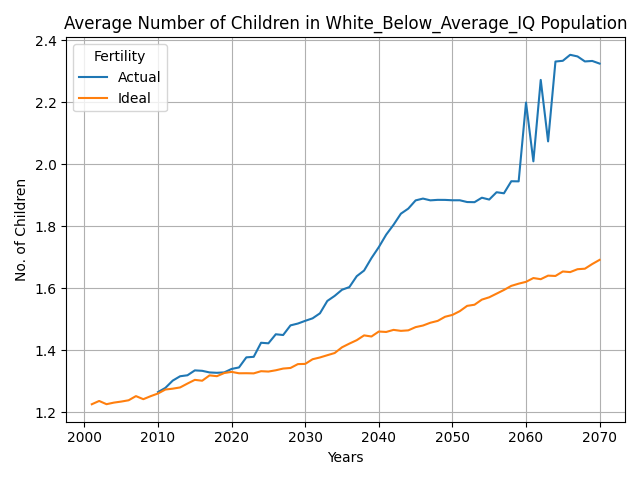 Average Number of Children in White_Below_Average_IQ Population
Fertility
Actual
Ideal
2.4
2.2
2.0
1.8
1.6
1.4
1.2
No. of Children
2000 2010 2020 2030 2040 2050 2060 2070
Years